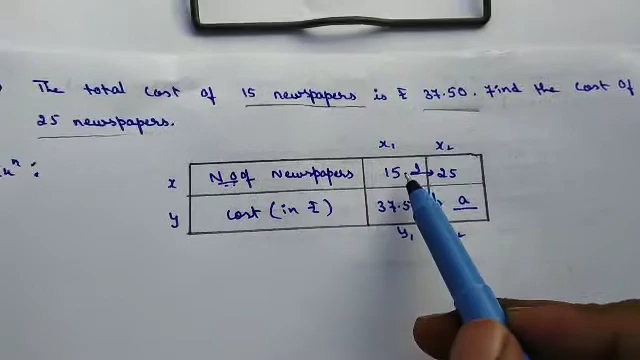 The total cost of 15 newspapers is ₹ 37.50. Find the cost of
25 newspapers.
x₁ x₂
x No of Newspapers 15 25
y cost (in ₹) 37.5 a
y₁